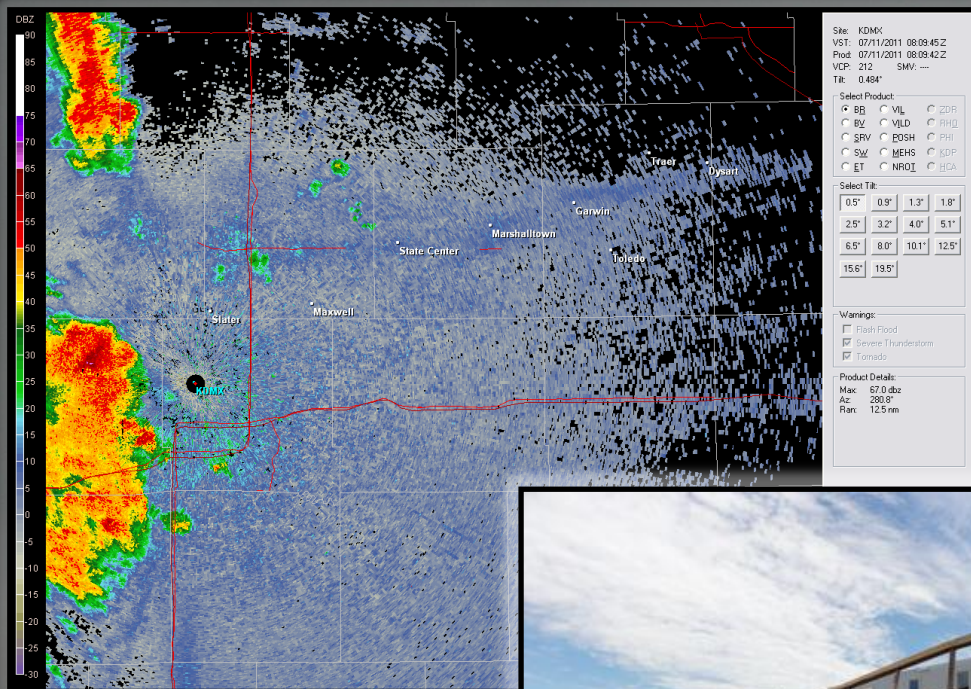 DBZ
90
85
80
75
70
65
60
55
50
45
40
35
30
25
20
15
10
5
0
-5
-10
-15
-20
-25
-30
Traer
Dysart
Garwin
Marshalltown
State Center
Toledo
Maxwell
Slater
KDMX
Site: KDMX
VST: 07/11/2011 08:09:45 Z
Prod: 07/11/2011 08:09:42 Z
VCP: 212 SMV: ----
Tilt: 0.484°
Select Product:
BR VIL ZDR
BV VILD RHO
SRV POSH PHI
SW MEHS KDP
ET NROT HCA
Select Tilt:
0.5° 0.9° 1.3° 1.8°
2.5° 3.2° 4.0° 5.1°
6.5° 8.0° 10.1° 12.5°
15.6° 19.5°
Warnings:
Flash Flood
Severe Thunderstorm
Tornado
Product Details:
Max: 67.0 dbz
Az: 280.8°
Ran: 12.5 nm